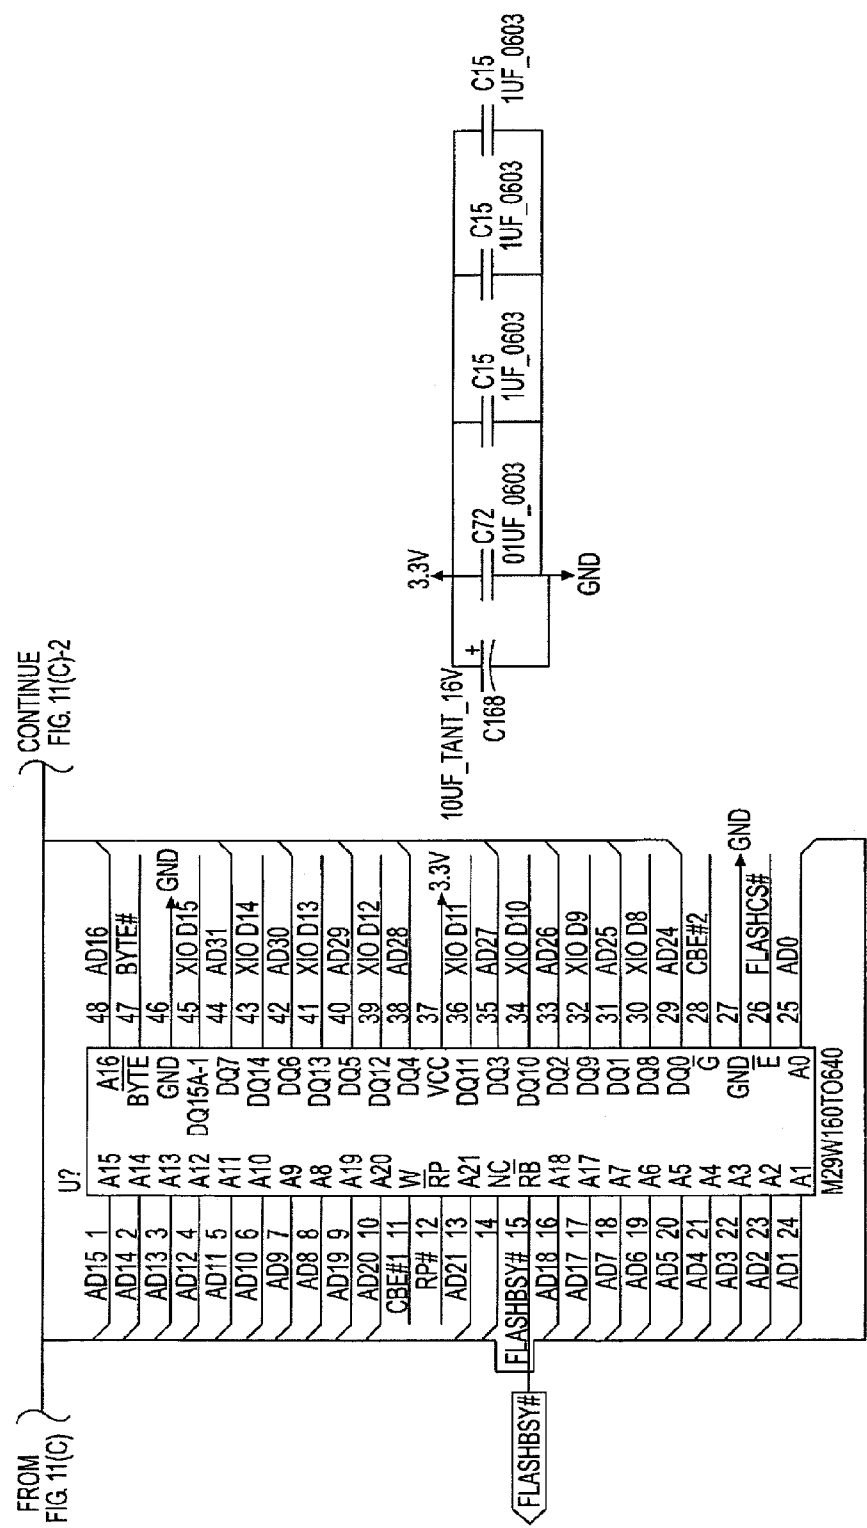 FROM
FIG. 11(C)
CONTINUE
FIG. 11(C)-2
U?
AD15 1 A15
AD14 2 A14
AD13 3 A13
AD12 4 A12
AD11 5 A11
AD10 6 A10
AD9 7 A9
AD8 8 A8
AD19 9 A19
AD20 10 A20
CBE#1 11 W
RP# 12 RP
AD21 13 A21
14 NC
FLASHBSY# 15 RB
AD18 16 A18
AD17 17 A17
AD7 18 A7
AD6 19 A6
AD5 20 A5
AD4 21 A4
AD3 22 A3
AD2 23 A2
AD1 24 A1
FLASHBSY#
A16 48 AD16
BYTE 47 BYTE#
GND 46 GND
DQ15A-1 45 XIO D15
DQ7 44 AD31
DQ14 43 XIO D14
DQ6 42 AD30
DQ13 41 XIO D13
DQ5 40 AD29
DQ12 39 XIO D12
DQ4 38 AD28
VCC 37 3.3V
DQ11 36 XIO D11
DQ3 35 AD27
DQ10 34 XIO D10
DQ2 33 AD26
DQ9 32 XIO D9
DQ1 31 AD25
DQ8 30 XIO D8
DQ0 29 AD24
G 28 CBE#2
GND 27 GND
E 26 FLASHCS#
A0 25 AD0
M29W160TO640
10UF_TANT_16V
+
C168
3.3V
C72
01UF_0603
GND
C15
1UF_0603
C15
1UF_0603
C15
1UF_0603